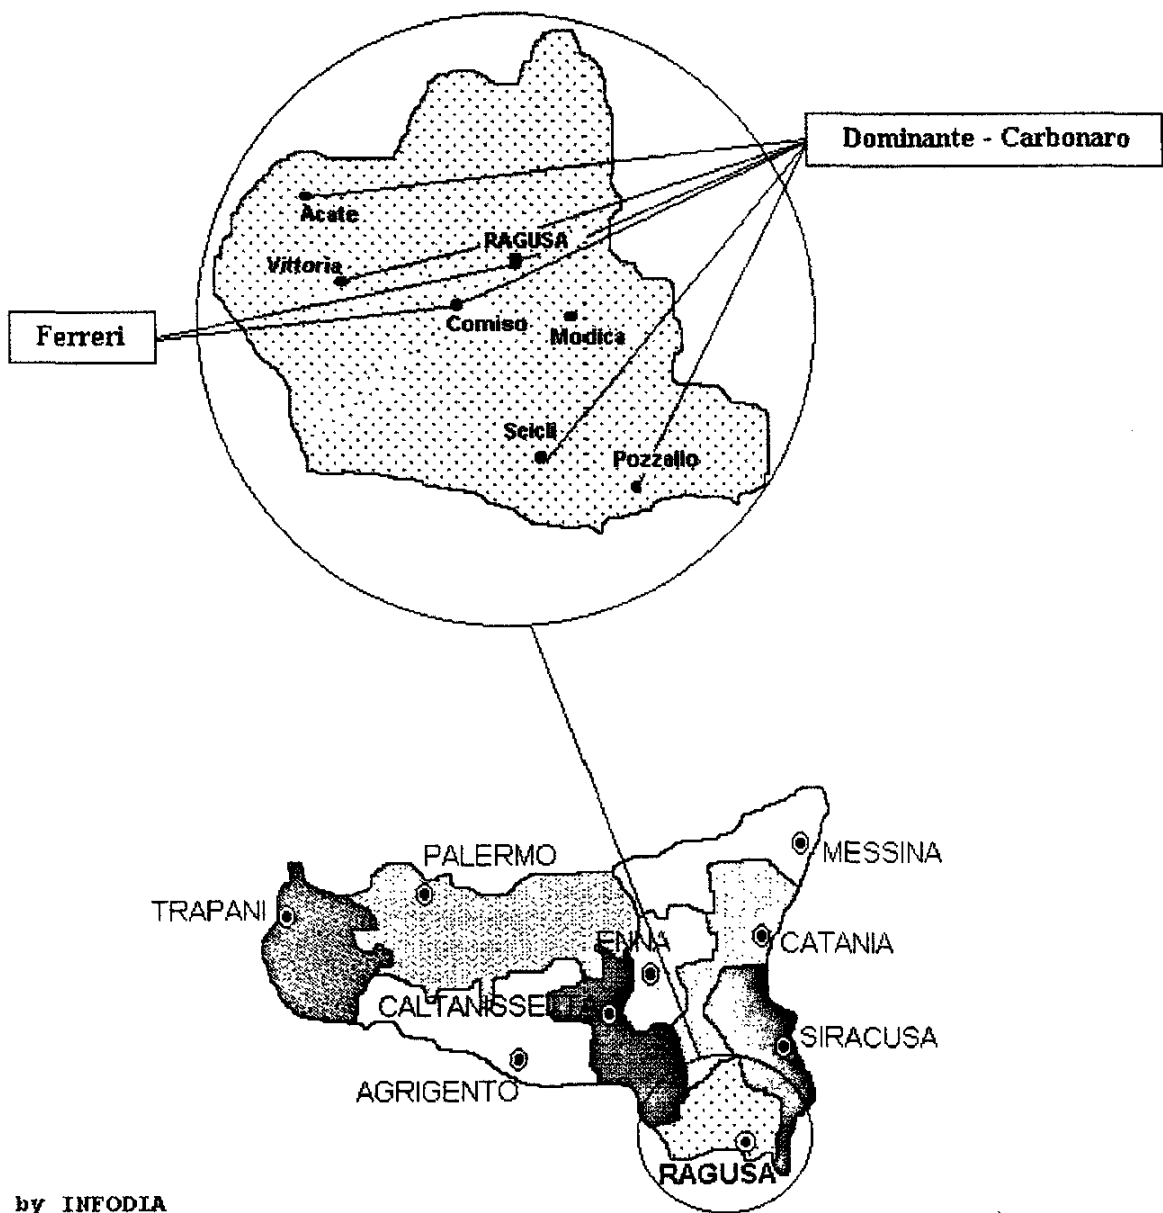 Dominante - Carbonaro
Acate
RAGUSA
Vittoria
Comiso
Ferreri
Modica
Scicli
Pozzallo
MESSINA
PALERMO
TRAPANI
ENNA
CATANIA
CALTANISSETTA
SIRACUSA
AGRIGENTO
RAGUSA
by INFODIA